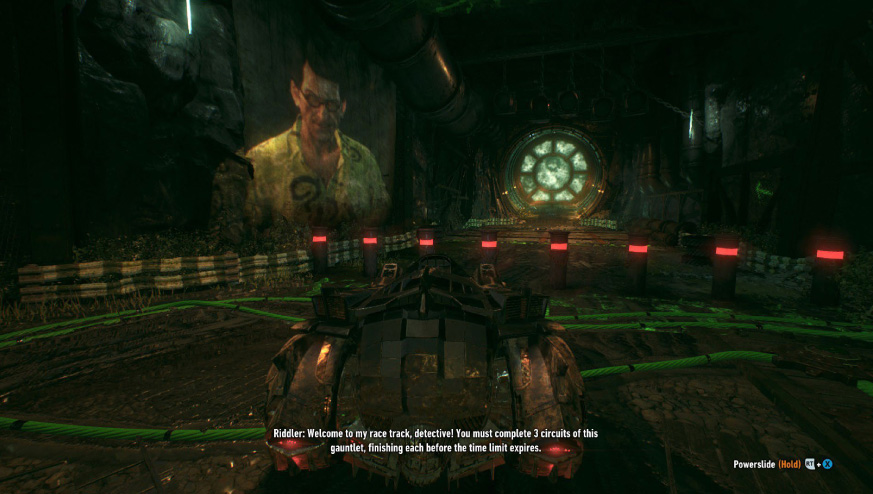 Riddler: Welcome to my race track, detective! You must complete 3 circuits of this
gauntlet, finishing each before the time limit expires.
Powerslide (Hold) RT + X